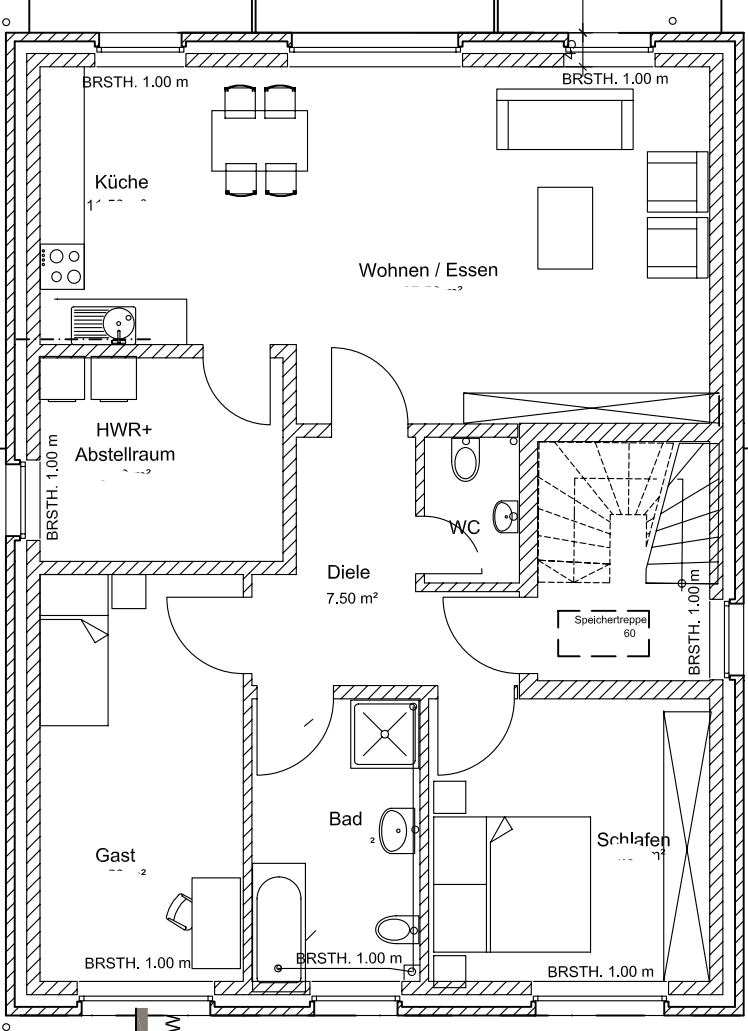 BRSTH. 1.00 m
BRSTH. 1.00 m
Küche
Wohnen / Essen
HWR+
Abstellraum
BRSTH. 1.00 m
WC
Diele
7.50 m²
Speichertreppe
60
BRSTH. 1.00 m
Bad
Schlafen
Gast
BRSTH. 1.00 m
BRSTH. 1.00 m
BRSTH. 1.00 m